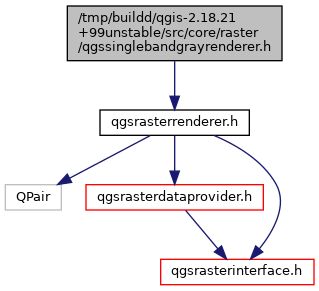 /tmp/buildd/qgis-2.18.21
+99unstable/src/core/raster
/qgssinglebandgrayrenderer.h
qgsrasterrenderer.h
QPair
qgsrasterdataprovider.h
qgsrasterinterface.h